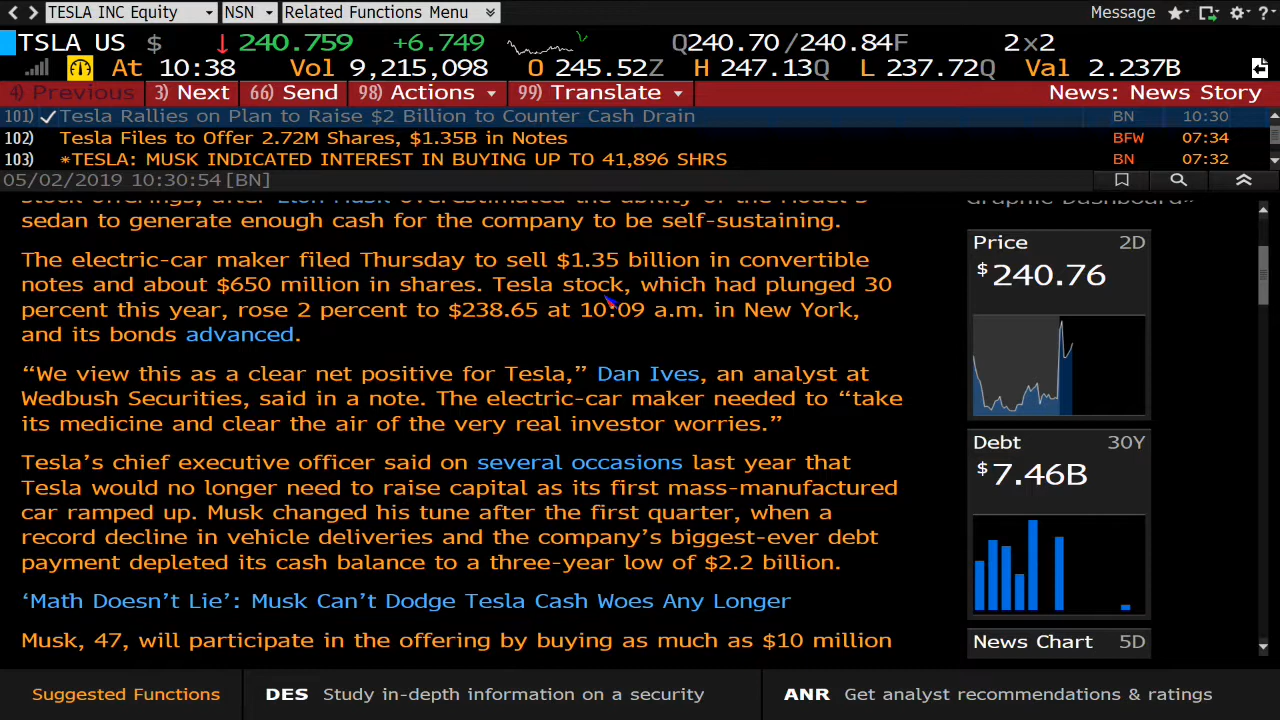 TESLA INC Equity NSN Related Functions Menu Message ?
TSLA US $ 240.759 +6.749 Q240.70/240.84F 2x2
At 10:38 Vol 9,215,098 O 245.52Z H 247.13Q L 237.72Q Val 2.237B
4) Previous 3) Next 66) Send 98) Actions 99) Translate News: News Story
101) Tesla Rallies on Plan to Raise $2 Billion to Counter Cash Drain BN 10:30
102) Tesla Files to Offer 2.72M Shares, $1.35B in Notes BFW 07:34
103) *TESLA: MUSK INDICATED INTEREST IN BUYING UP TO 41,896 SHRS BN 07:32
05/02/2019 10:30:54 [BN]
stock offerings, after Elon Musk overestimated the ability of the Model 3
sedan to generate enough cash for the company to be self-sustaining.
The electric-car maker filed Thursday to sell $1.35 billion in convertible
notes and about $650 million in shares. Tesla stock, which had plunged 30
percent this year, rose 2 percent to $238.65 at 10:09 a.m. in New York,
and its bonds advanced.
“We view this as a clear net positive for Tesla,” Dan Ives, an analyst at
Wedbush Securities, said in a note. The electric-car maker needed to “take
its medicine and clear the air of the very real investor worries.”
Tesla’s chief executive officer said on several occasions last year that
Tesla would no longer need to raise capital as its first mass-manufactured
car ramped up. Musk changed his tune after the first quarter, when a
record decline in vehicle deliveries and the company’s biggest-ever debt
payment depleted its cash balance to a three-year low of $2.2 billion.
‘Math Doesn’t Lie’: Musk Can’t Dodge Tesla Cash Woes Any Longer
Musk, 47, will participate in the offering by buying as much as $10 million
Graphic Dashboard»
Price 2D
$240.76
Debt 30Y
$7.46B
News Chart 5D
Suggested Functions DES Study in-depth information on a security ANR Get analyst recommendations & ratings